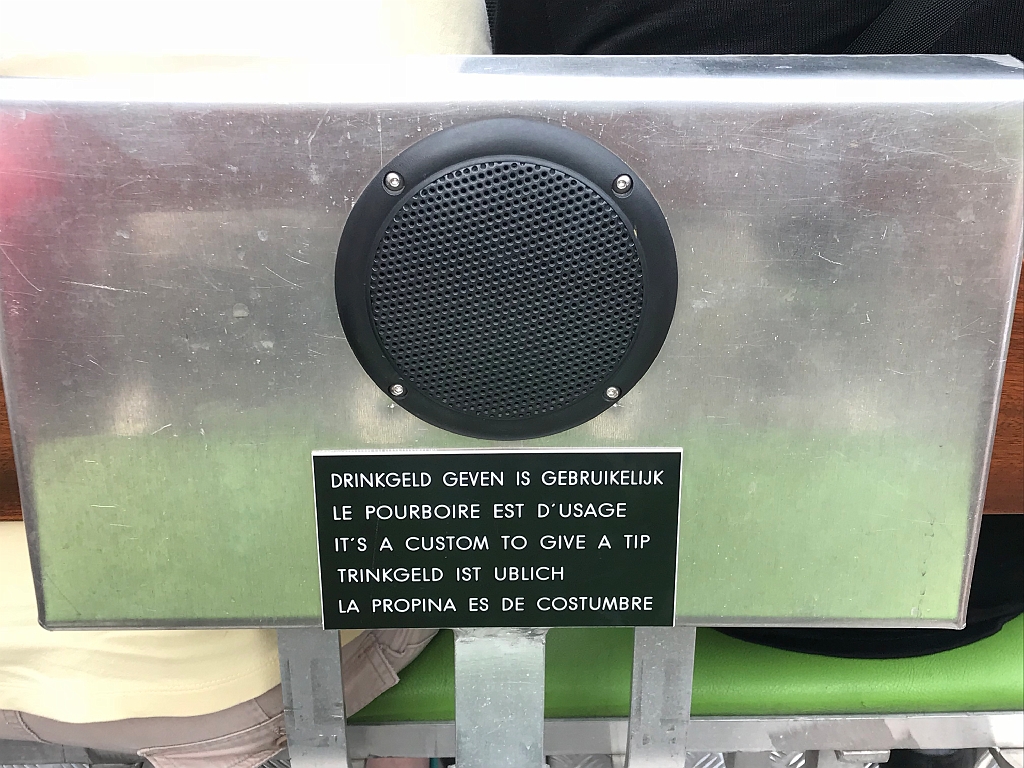 DRINKGELD GEVEN IS GEBRUIKELIJK
LE POURBOIRE EST D'USAGE
IT'S A CUSTOM TO GIVE A TIP
TRINKGELD IST UBLICH
LA PROPINA ES DE COSTUMBRE